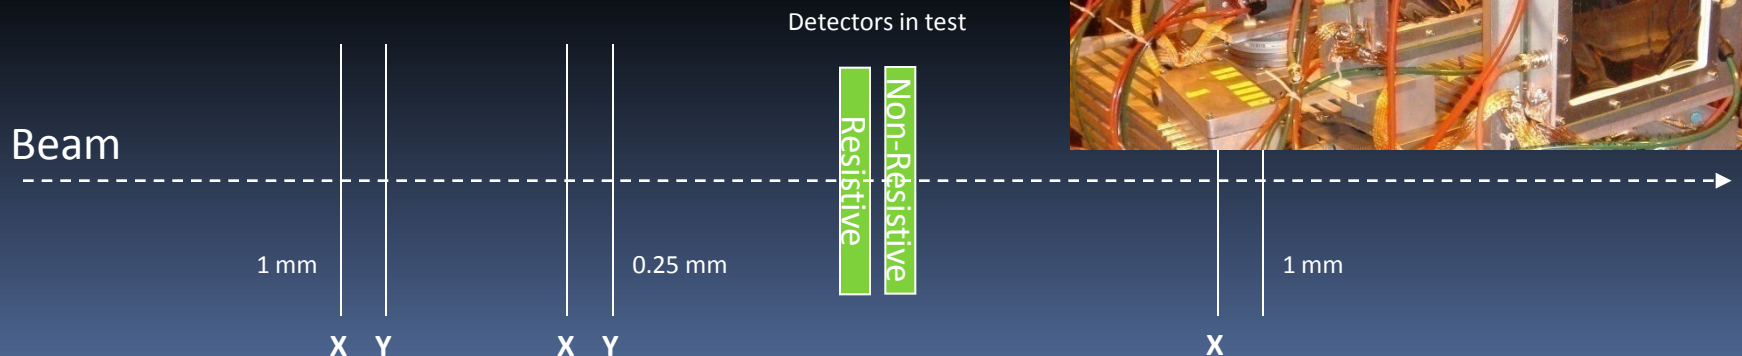 Detectors in test
Beam
Resistive
Non-Resistive
1 mm
0.25 mm
1 mm
X Y
X Y
X